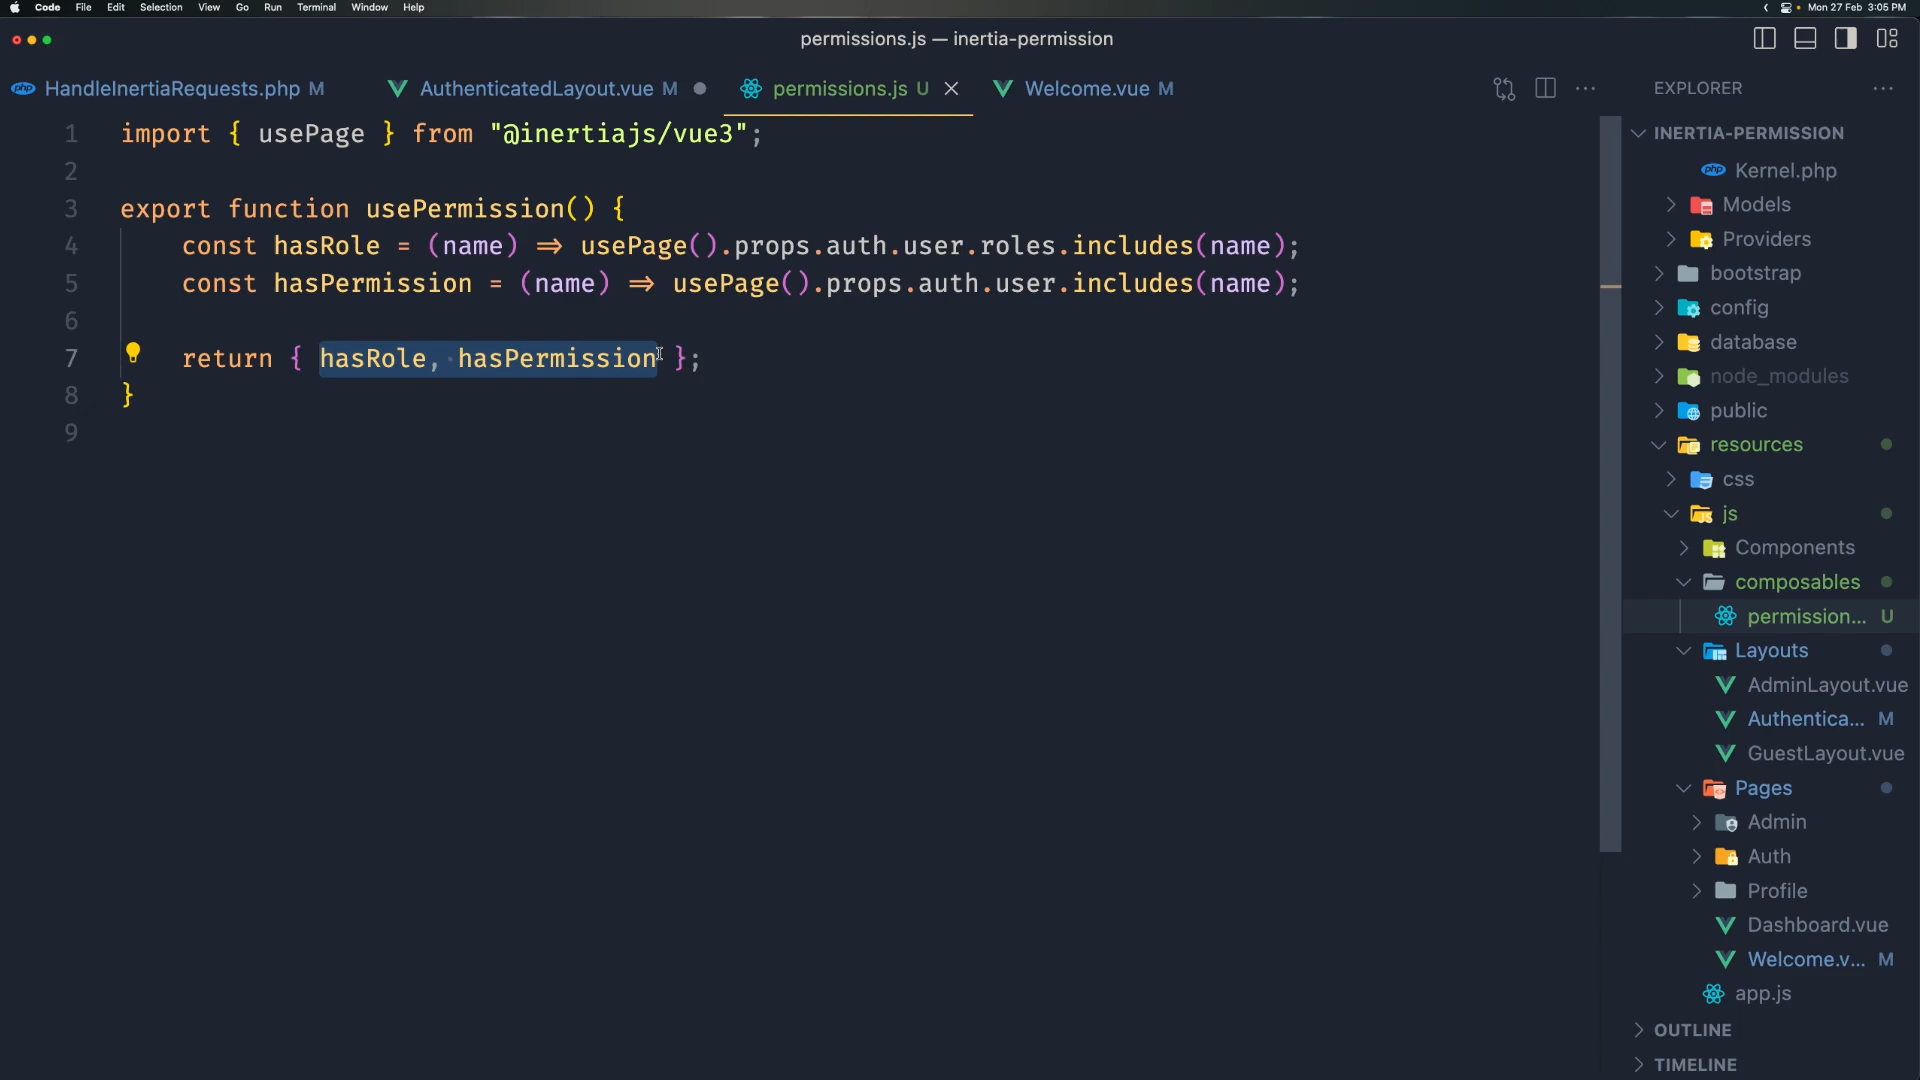 Code File Edit Selection View Go Run Terminal Window Help Mon 27 Feb 3:05 PM
permissions.js — inertia-permission
HandleInertiaRequests.php M AuthenticatedLayout.vue M permissions.js U Welcome.vue M
1 import { usePage } from "@inertiajs/vue3";
2
3 export function usePermission() {
4 const hasRole = (name) => usePage().props.auth.user.roles.includes(name);
5 const hasPermission = (name) => usePage().props.auth.user.includes(name);
6
7 return { hasRole, hasPermission };
8 }
9
EXPLORER
INERTIA-PERMISSION
php Kernel.php
Models
Providers
bootstrap
config
database
node_modules
public
resources
css
js
Components
composables
permission... U
Layouts
AdminLayout.vue
Authentica... M
GuestLayout.vue
Pages
Admin
Auth
Profile
Dashboard.vue
Welcome.v... M
app.js
OUTLINE
TIMELINE